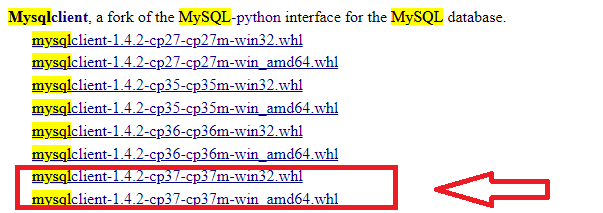 Mysqlclient, a fork of the MySQL-python interface for the MySQL database.
mysqlclient-1.4.2-cp27-cp27m-win32.whl
mysqlclient-1.4.2-cp27-cp27m-win_amd64.whl
mysqlclient-1.4.2-cp35-cp35m-win32.whl
mysqlclient-1.4.2-cp35-cp35m-win_amd64.whl
mysqlclient-1.4.2-cp36-cp36m-win32.whl
mysqlclient-1.4.2-cp36-cp36m-win_amd64.whl
mysqlclient-1.4.2-cp37-cp37m-win32.whl
mysqlclient-1.4.2-cp37-cp37m-win_amd64.whl